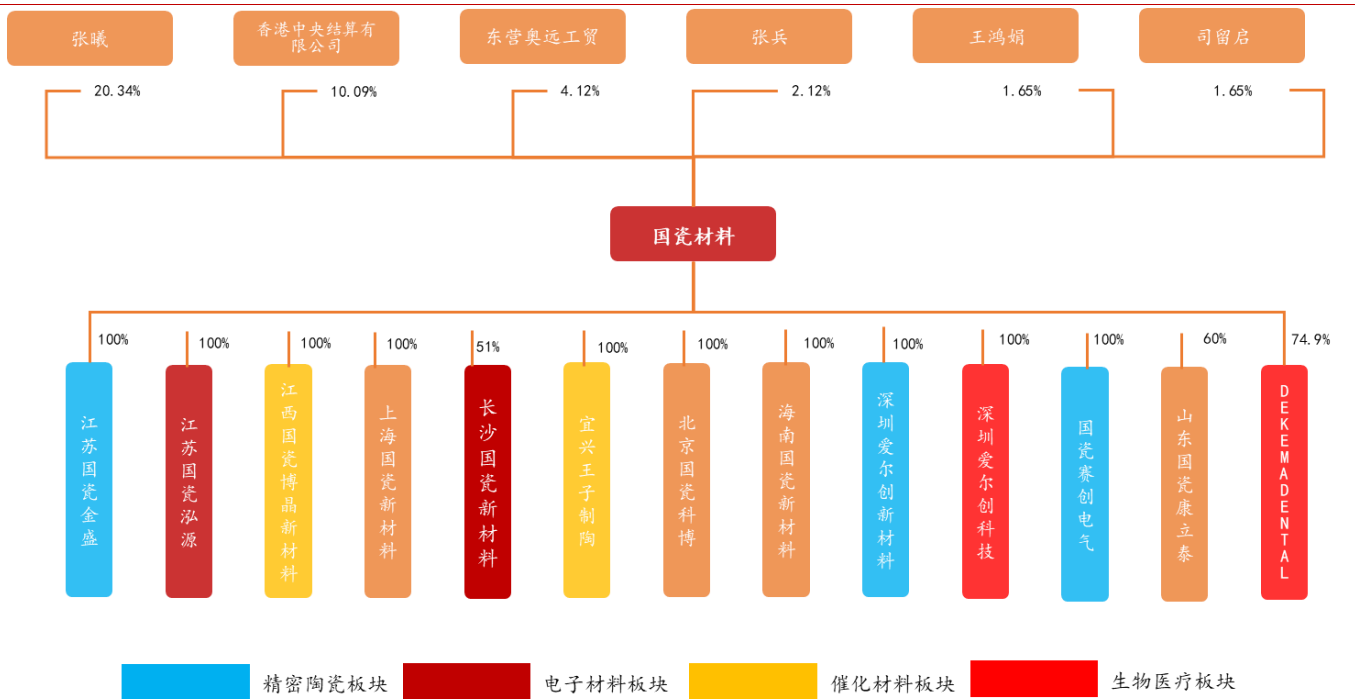 张曦
香港中央结算有
限公司
东营奥远工贸
张兵
王鸿娟
司留启
20.34%
10.09%
4.12%
2.12%
1.65%
1.65%
国瓷材料
100%
100%
100%
100%
51%
100%
100%
100%
100%
100%
100%
60%
74.9%
江苏国瓷金盛
江苏国瓷泓源
江西国瓷博晶新材料
上海国瓷新材料
长沙国瓷新材料
宜兴王子制陶
北京国瓷科博
海南国瓷新材料
深圳爱尔创新材料
深圳爱尔创科技
国瓷赛创电气
山东国瓷康立泰
DEKEMADENTAL
精密陶瓷板块
电子材料板块
催化材料板块
生物医疗板块